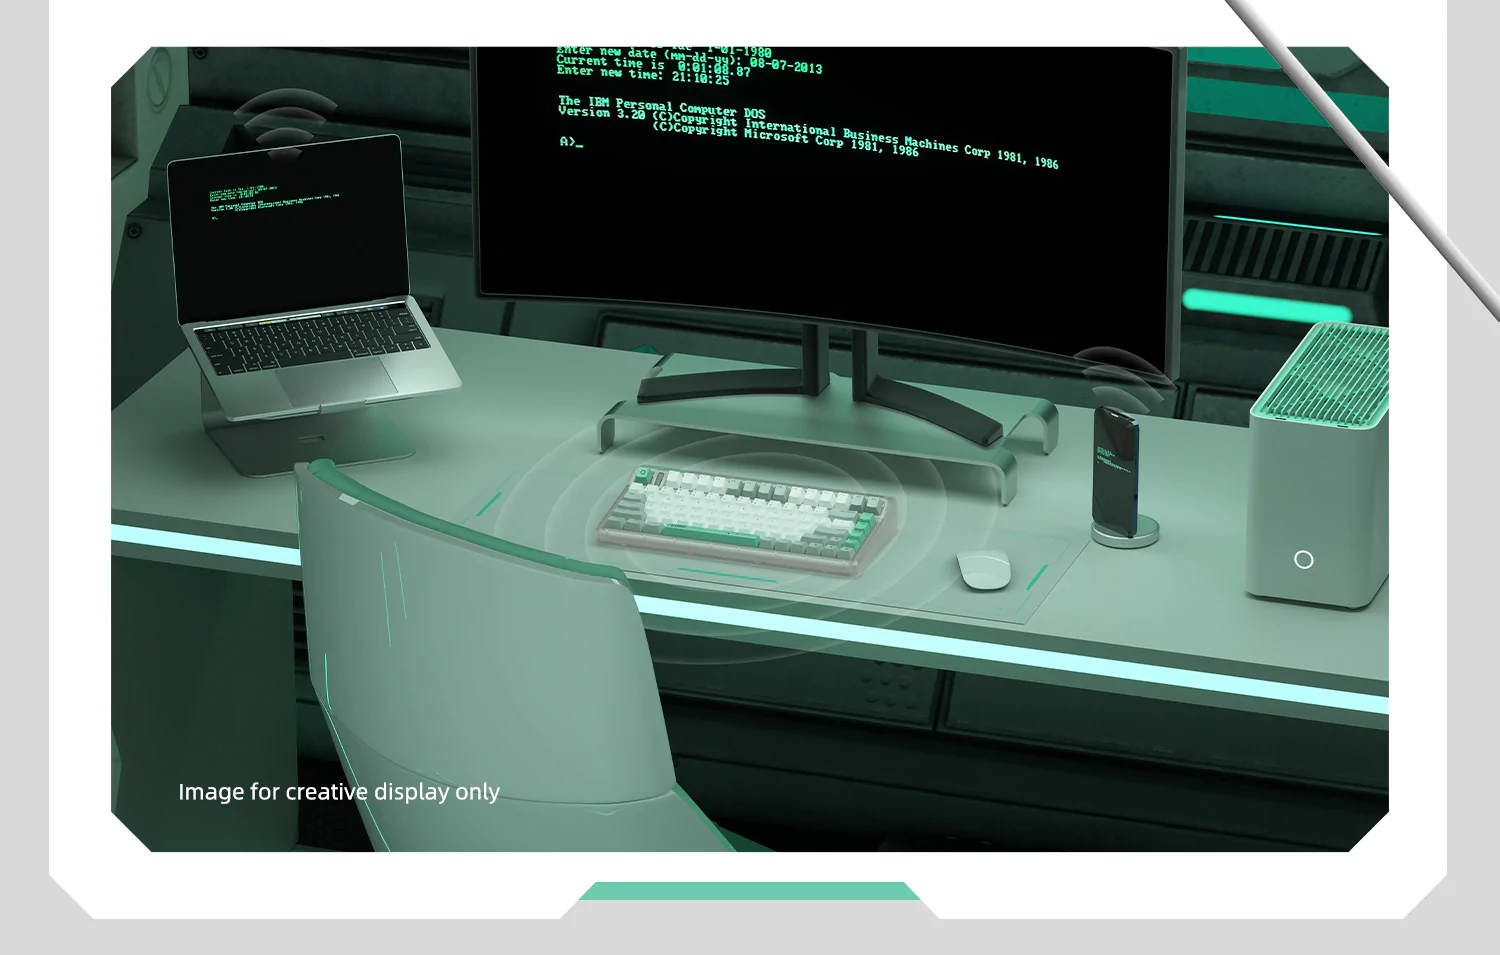 1-01-1980
Enter new date (mm-dd-yy): 08-07-2013
Current time is 0:01:08.87
Enter new time: 21:10:25
The IBM Personal Computer DOS
Version 3.20 (C)Copyright International Business Machines Corp 1981, 1986
(C)Copyright Microsoft Corp 1981, 1986
A>_
Image for creative display only